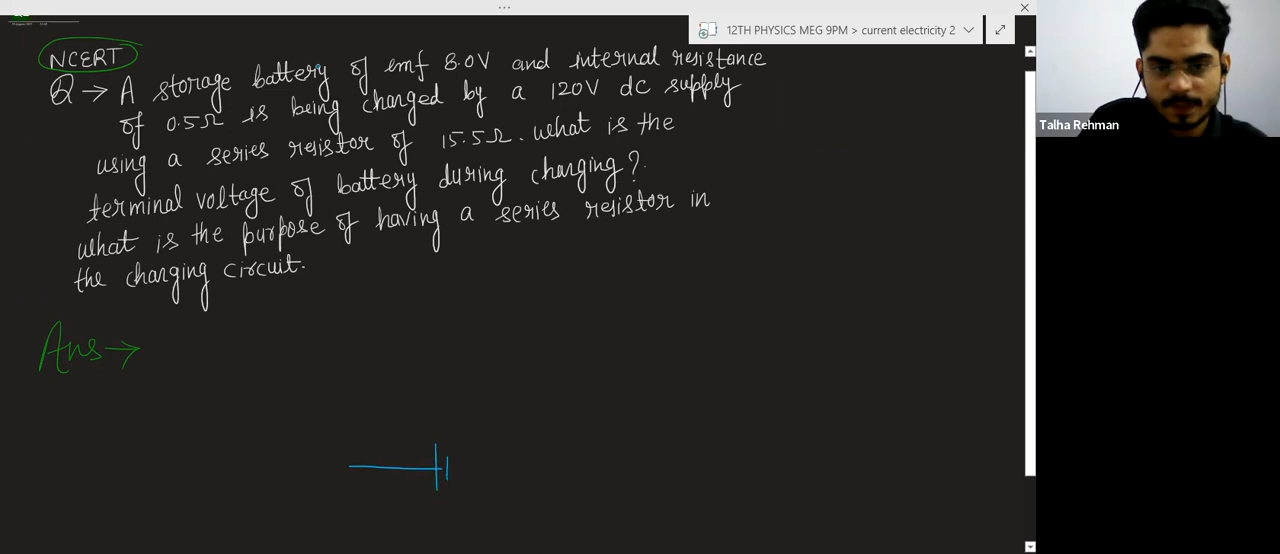 12TH PHYSICS MEG 9PM > current electricity 2
NCERT
Q → A storage battery of emf 8.0V and internal resistance
of 0.5Ω is being charged by a 120V dc supply
using a series resistor of 15.5Ω. what is the
terminal voltage of battery during charging?
what is the purpose of having a series resistor in
the charging circuit.
Ans →
Talha Rehman